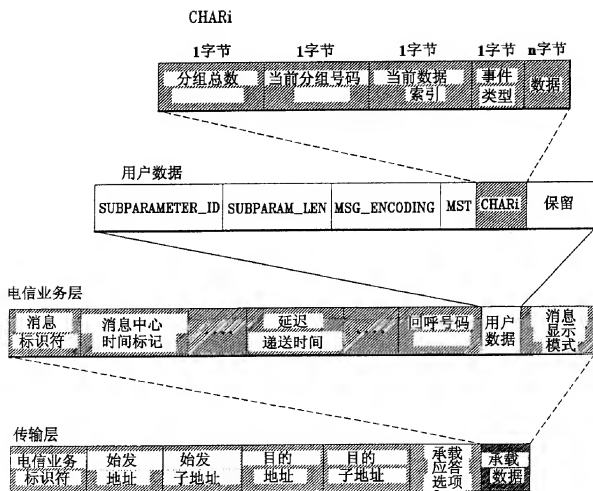 CHARi
1字节 1字节 1字节 1字节 n字节
分组总数 当前分组号码 当前数据索引 事件类型 数据
用户数据
SUBPARAMETER_ID SUBPARAM_LEN MSG_ENCODING MST CHARi 保留
电信业务层
消息标识符 消息中心时间标记 延迟递送时间 回呼号码 用户数据 消息显示模式
传输层
电信业务标识符 始发地址 始发子地址 目的地址 目的子地址 承载应答选项 承载数据